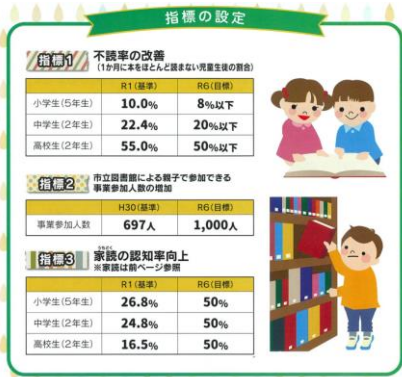 指標の設定
指標1 不読率の改善
(1か月に本をほとんど読まない児童生徒の割合)
R1(基準) R6(目標)
小学生(5年生) 10.0% 8%以下
中学生(2年生) 22.4% 20%以下
高校生(2年生) 55.0% 50%以下
指標2 市立図書館による親子で参加できる
事業参加人数の増加
H30(基準) R6(目標)
事業参加人数 697人 1,000人
うちどく
指標3 家読の認知率向上
※家読は前ページ参照
R1(基準) R6(目標)
小学生(5年生) 26.8% 50%
中学生(2年生) 24.8% 50%
高校生(2年生) 16.5% 50%